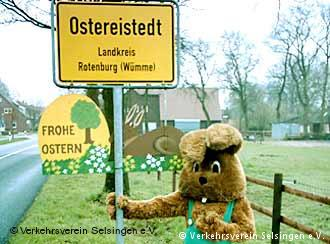 Ostereistedt
Landkreis
Rotenburg (Wümme)
FROHE
OSTERN
© Verkehrsverein Selsingen e.V.
© Verkehrsverein Selsingen e.V.